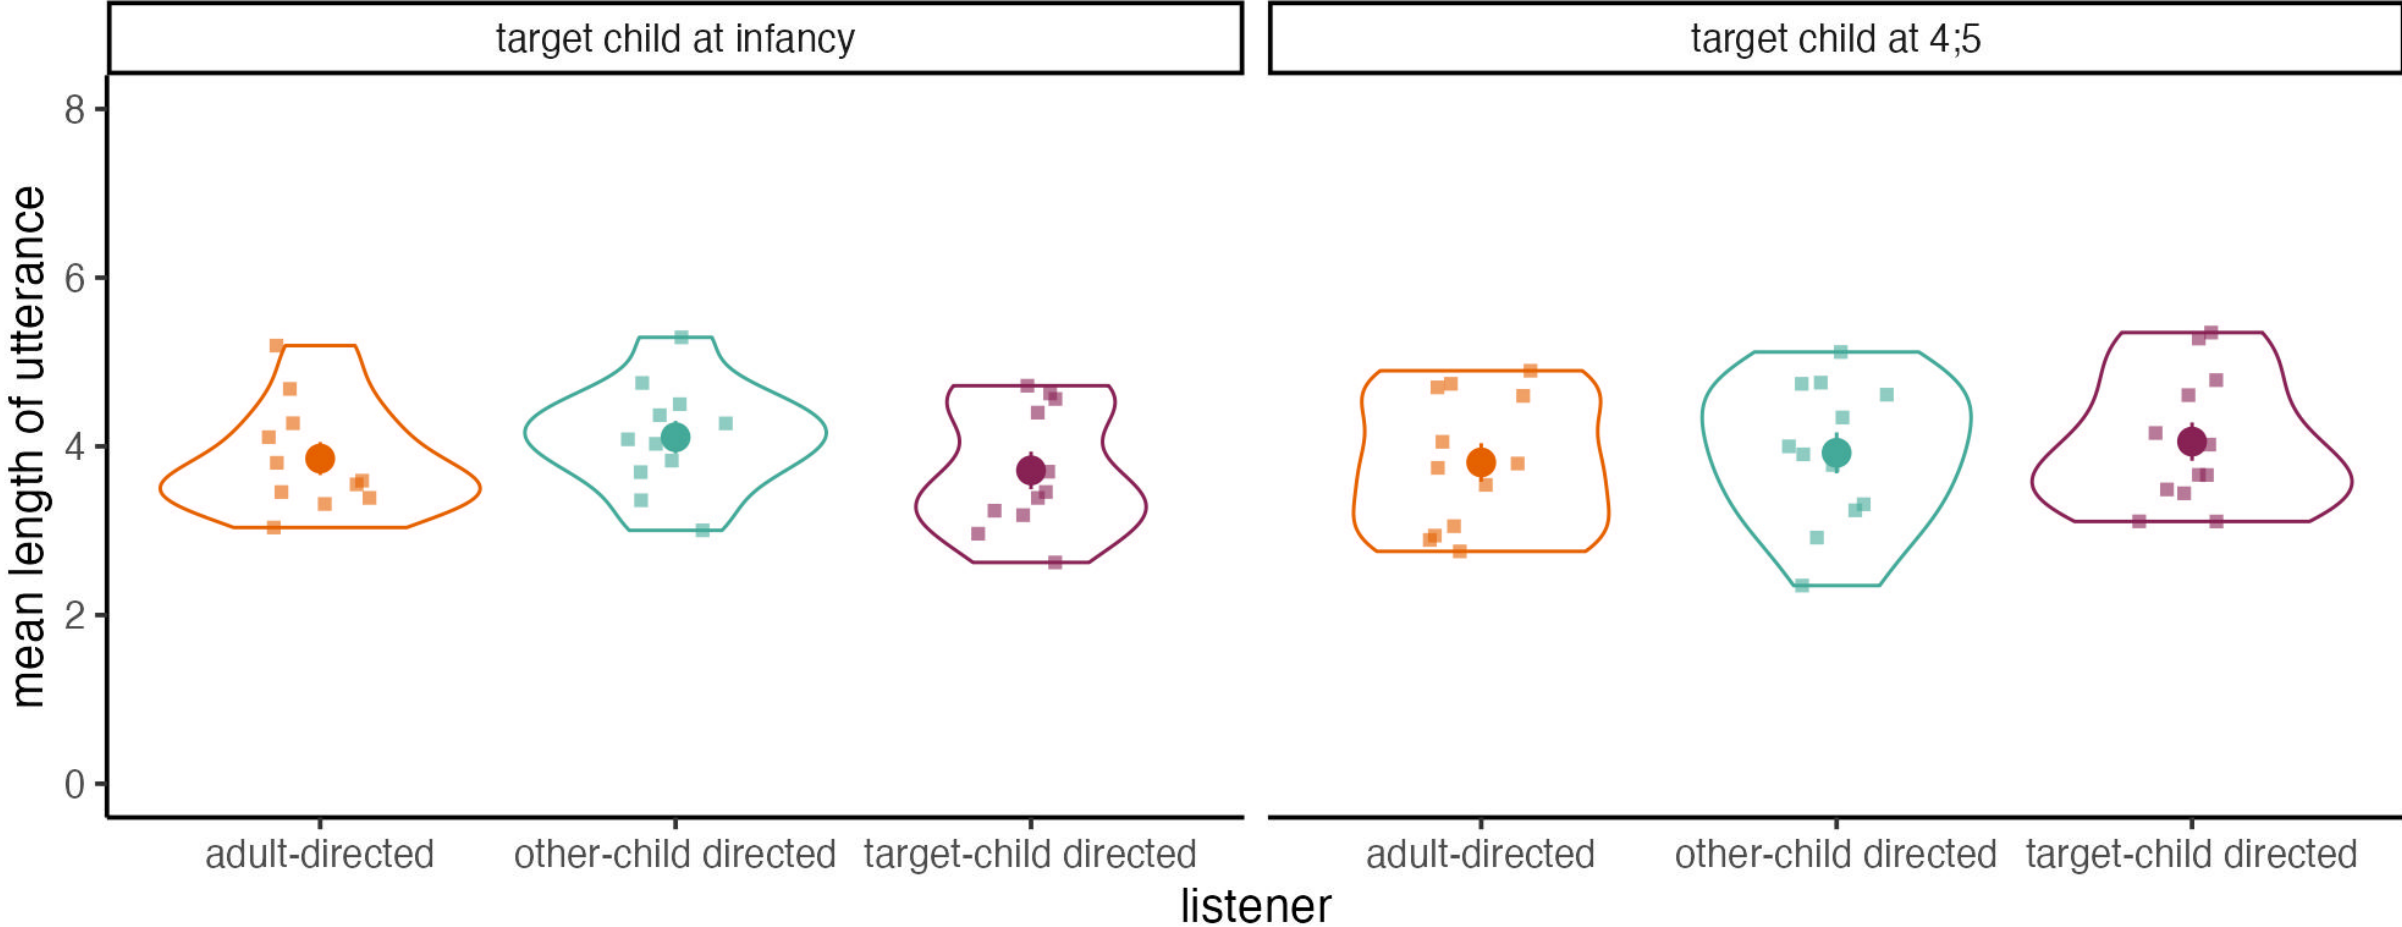 target child at infancy
target child at 4;5
mean length of utterance
8
6
4
2
0
adult-directed other-child directed target-child directed
adult-directed other-child directed target-child directed
listener